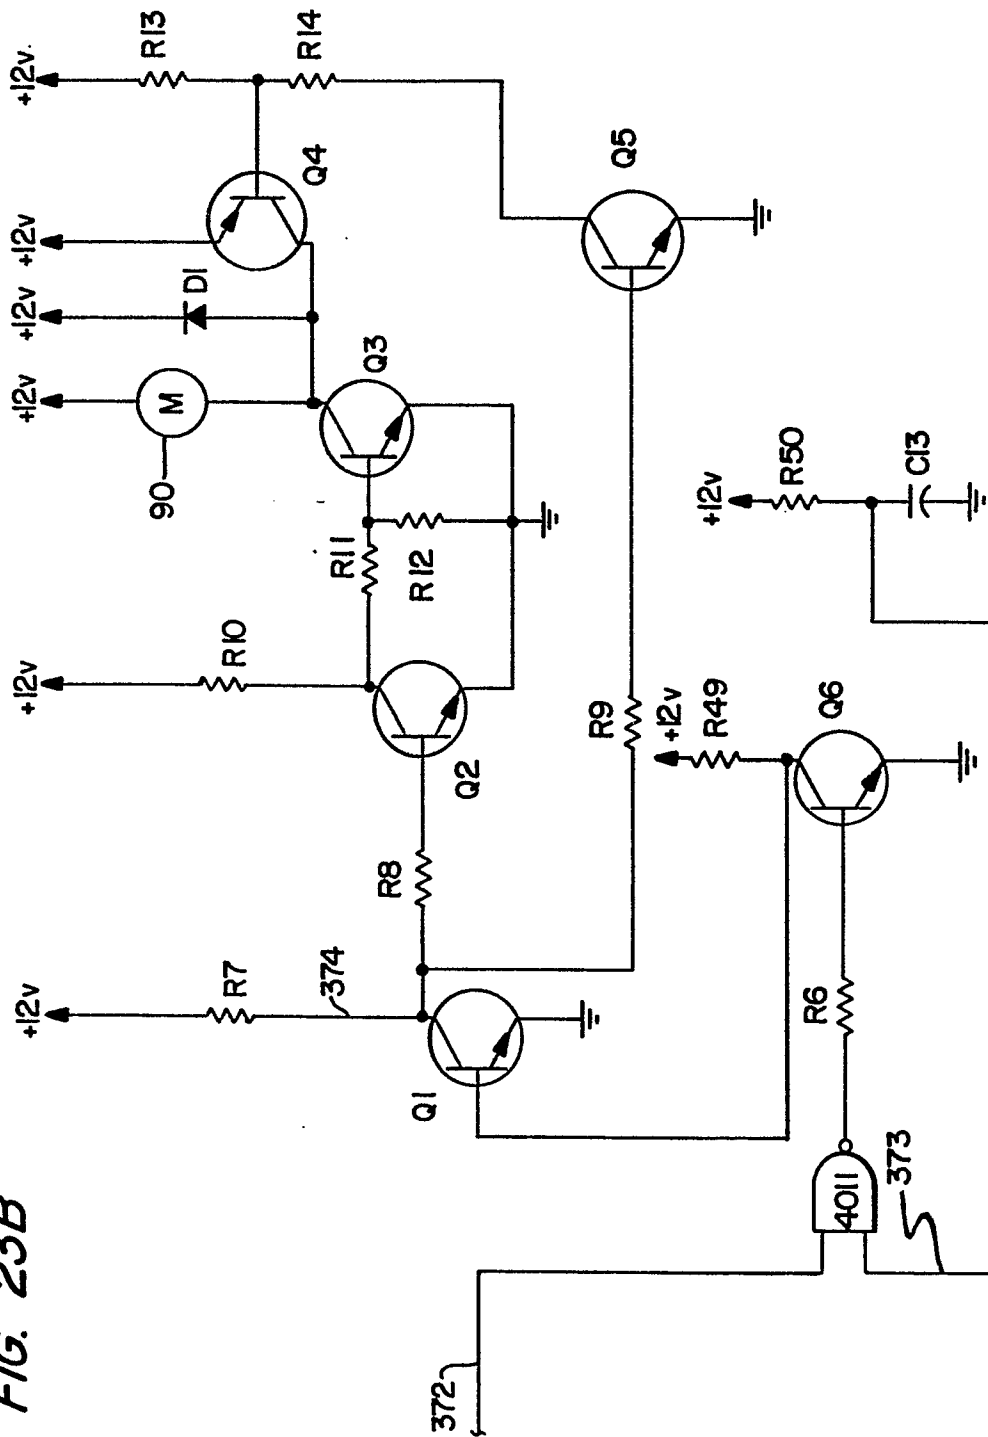 FIG. 23B
+12v
+12v
+12v
+12v
+12v
+12v
R7
R10
90
M
D1
Q4
R13
R14
374
R8
Q1
Q2
R11
R12
Q3
Q5
R9
+12v
R49
Q6
+12v
R50
C13
372
4011
373
R6